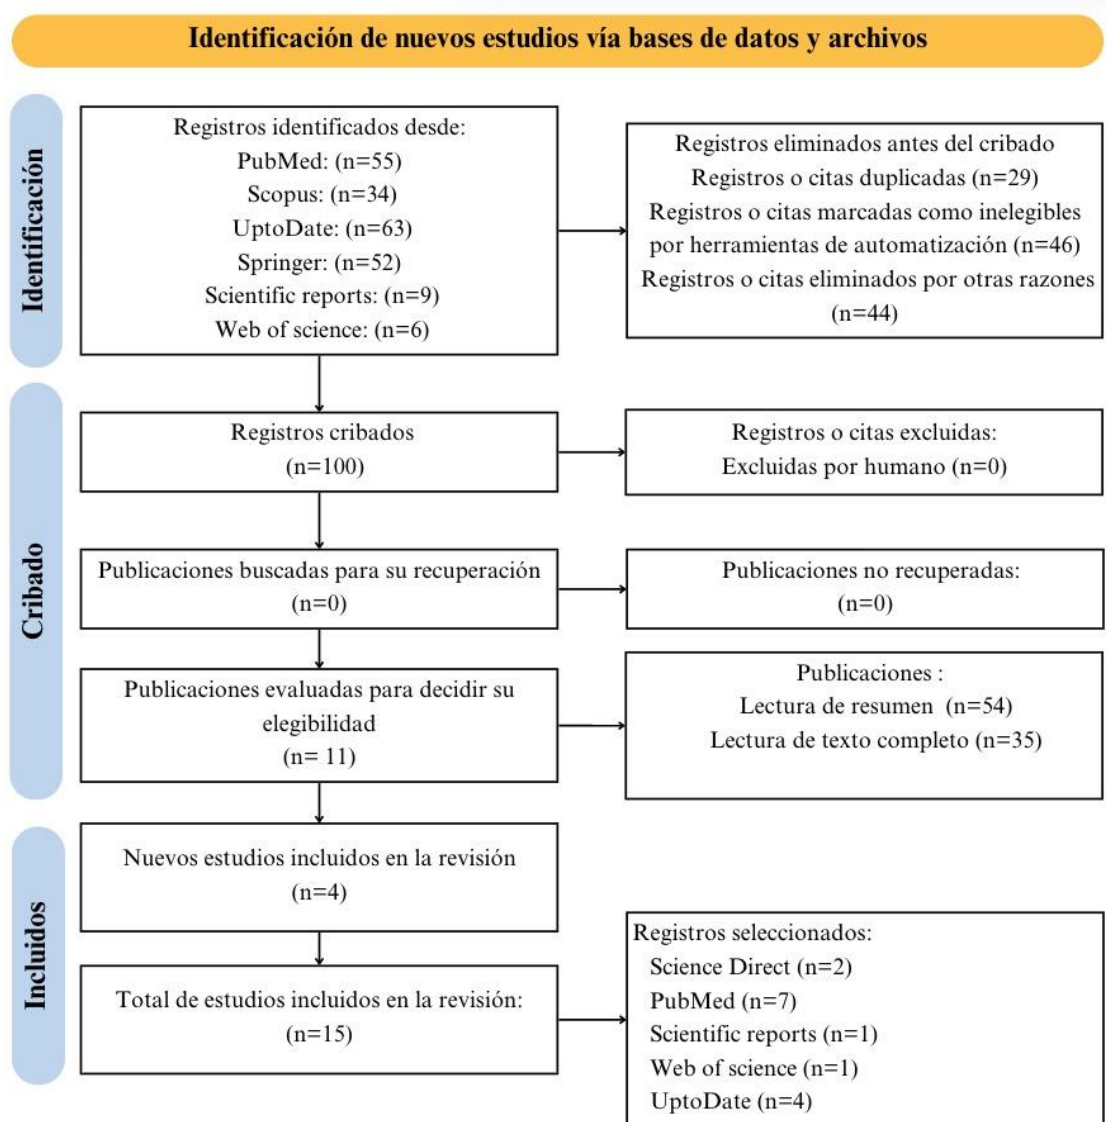 Identificación de nuevos estudios vía bases de datos y archivos
Identificación
Registros identificados desde:
PubMed: (n=55)
Scopus: (n=34)
UptoDate: (n=63)
Springer: (n=52)
Scientific reports: (n=9)
Web of science: (n=6)
Registros eliminados antes del cribado
Registros o citas duplicadas (n=29)
Registros o citas marcadas como inelegibles
por herramientas de automatización (n=46)
Registros o citas eliminados por otras razones
(n=44)
Cribado
Registros cribados
(n=100)
Registros o citas excluidas:
Excluidas por humano (n=0)
Publicaciones buscadas para su recuperación
(n=0)
Publicaciones no recuperadas:
(n=0)
Publicaciones evaluadas para decidir su
elegibilidad
(n= 11)
Publicaciones :
Lectura de resumen (n=54)
Lectura de texto completo (n=35)
Incluidos
Nuevos estudios incluidos en la revisión
(n=4)
Total de estudios incluidos en la revisión:
(n=15)
Registros seleccionados:
Science Direct (n=2)
PubMed (n=7)
Scientific reports (n=1)
Web of science (n=1)
UptoDate (n=4)